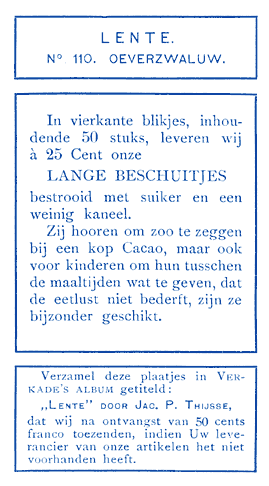 LENTE.
No 110. OEVERZWALUW.
In vierkante blikjes, inhou-
dende 50 stuks, leveren wij
à 25 Cent onze
LANGE BESCHUITJES
bestrooid met suiker en een
weinig kaneel.
Zij hooren om zoo te zeggen
bij een kop Cacao, maar ook
voor kinderen om hun tusschen
de maaltijden wat te geven, dat
de eetlust niet bederft, zijn ze
bijzonder geschikt.
Verzamel deze plaatjes in VER-
KADE'S ALBUM getiteld:
„LENTE" DOOR JAC. P. THIJSSE,
dat wij na ontvangst van 50 cents
franco toezenden, indien Uw leve-
rancier van onze artikelen het niet
voorhanden heeft.